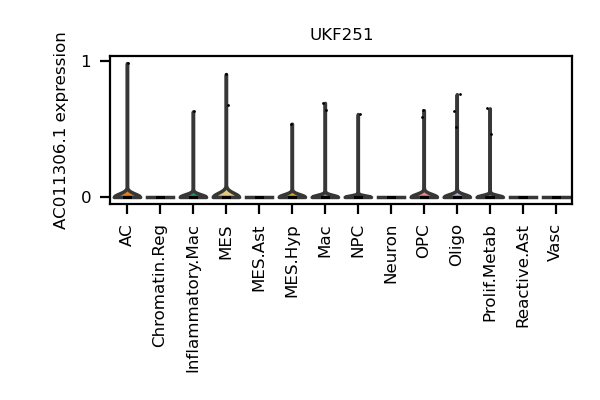 UKF251
AC011306.1 expression
1
0
AC
Chromatin.Reg
Inflammatory.Mac
MES
MES.Ast
MES.Hyp
Mac
NPC
Neuron
OPC
Oligo
Prolif.Metab
Reactive.Ast
Vasc